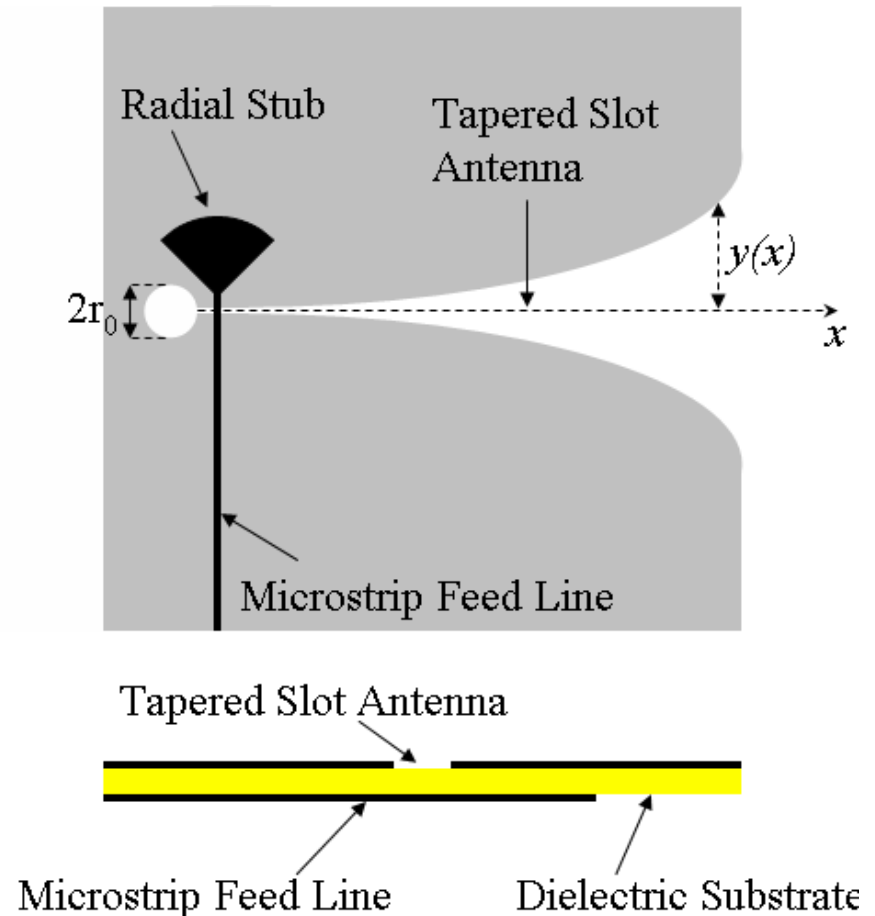 Radial Stub
Tapered Slot
Antenna
y(x)
2r₀
x
Microstrip Feed Line
Tapered Slot Antenna
Microstrip Feed Line
Dielectric Substrate